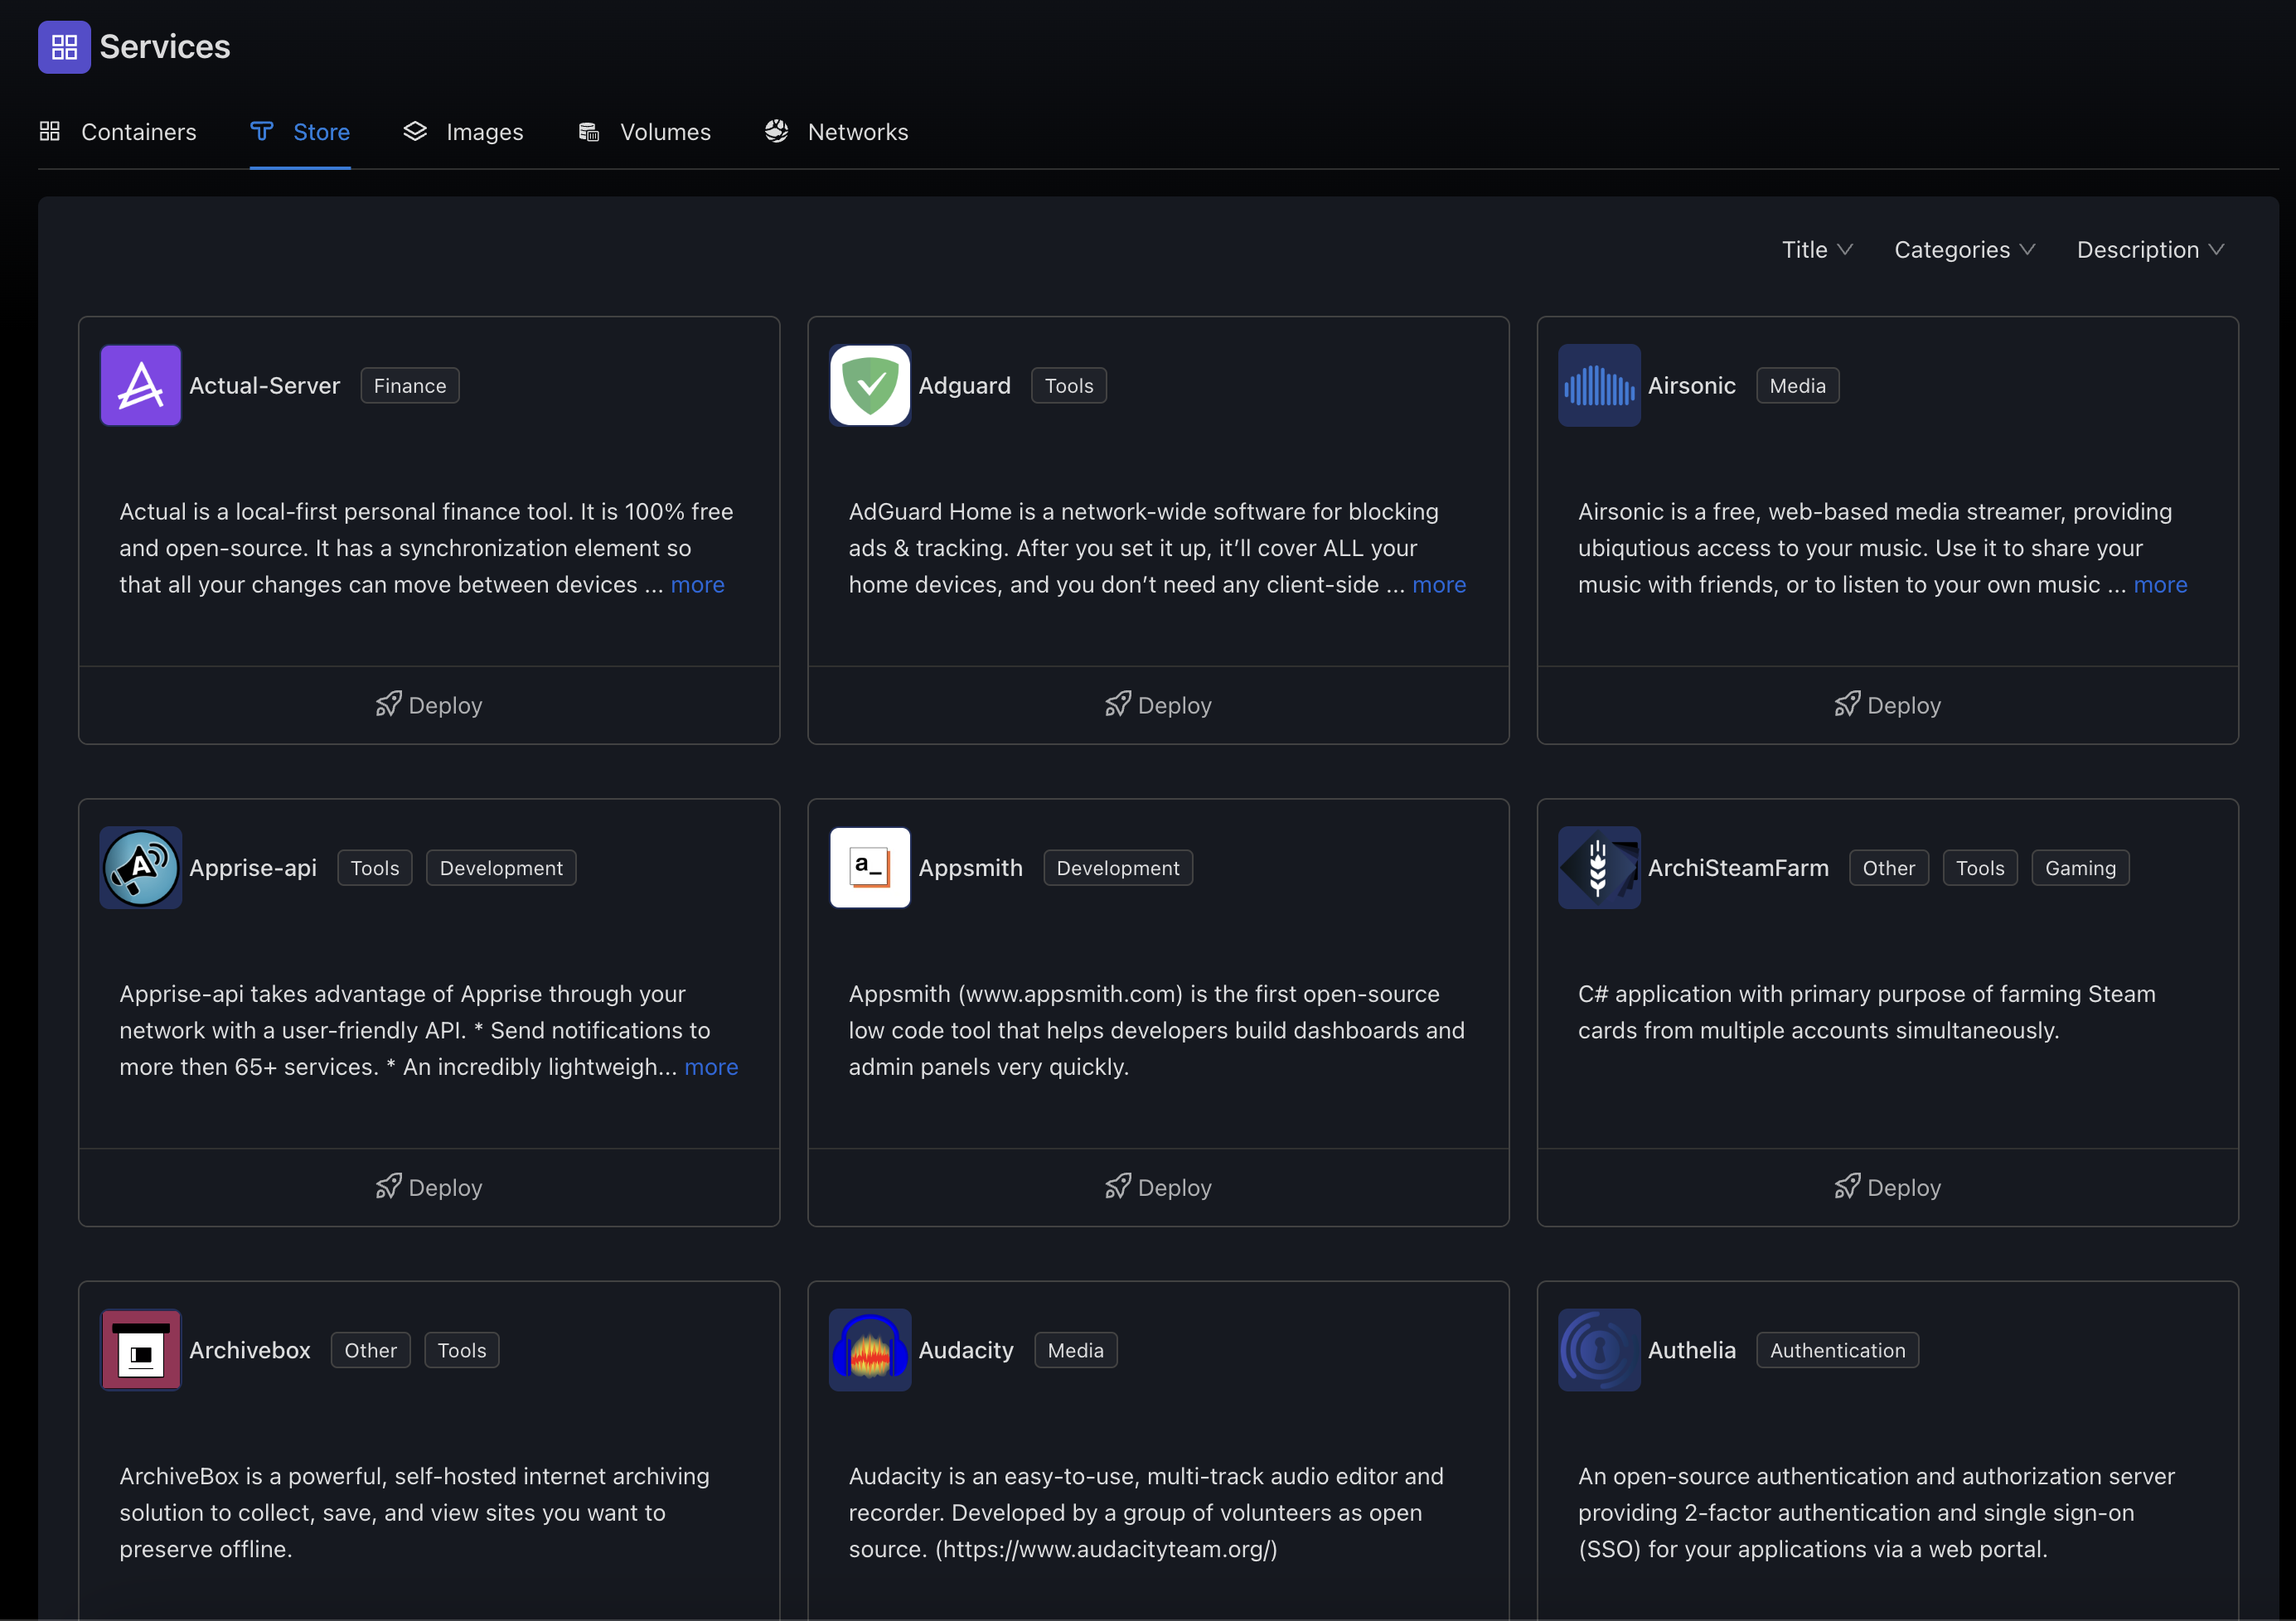 Services
Containers
Store
Images
Volumes
Networks
Title
Categories
Description
Actual-Server
Finance
Actual is a local-first personal finance tool. It is 100% free
and open-source. It has a synchronization element so
that all your changes can move between devices ... more
Deploy
Adguard
Tools
AdGuard Home is a network-wide software for blocking
ads & tracking. After you set it up, it’ll cover ALL your
home devices, and you don’t need any client-side ... more
Deploy
Airsonic
Media
Airsonic is a free, web-based media streamer, providing
ubiqutious access to your music. Use it to share your
music with friends, or to listen to your own music ... more
Deploy
A
Apprise-api
Tools
Development
Apprise-api takes advantage of Apprise through your
network with a user-friendly API. * Send notifications to
more then 65+ services. * An incredibly lightweigh... more
Deploy
a_
Appsmith
Development
Appsmith (www.appsmith.com) is the first open-source
low code tool that helps developers build dashboards and
admin panels very quickly.
Deploy
ArchiSteamFarm
Other
Tools
Gaming
C# application with primary purpose of farming Steam
cards from multiple accounts simultaneously.
Deploy
Archivebox
Other
Tools
ArchiveBox is a powerful, self-hosted internet archiving
solution to collect, save, and view sites you want to
preserve offline.
Audacity
Media
Audacity is an easy-to-use, multi-track audio editor and
recorder. Developed by a group of volunteers as open
source. (https://www.audacityteam.org/)
Authelia
Authentication
An open-source authentication and authorization server
providing 2-factor authentication and single sign-on
(SSO) for your applications via a web portal.